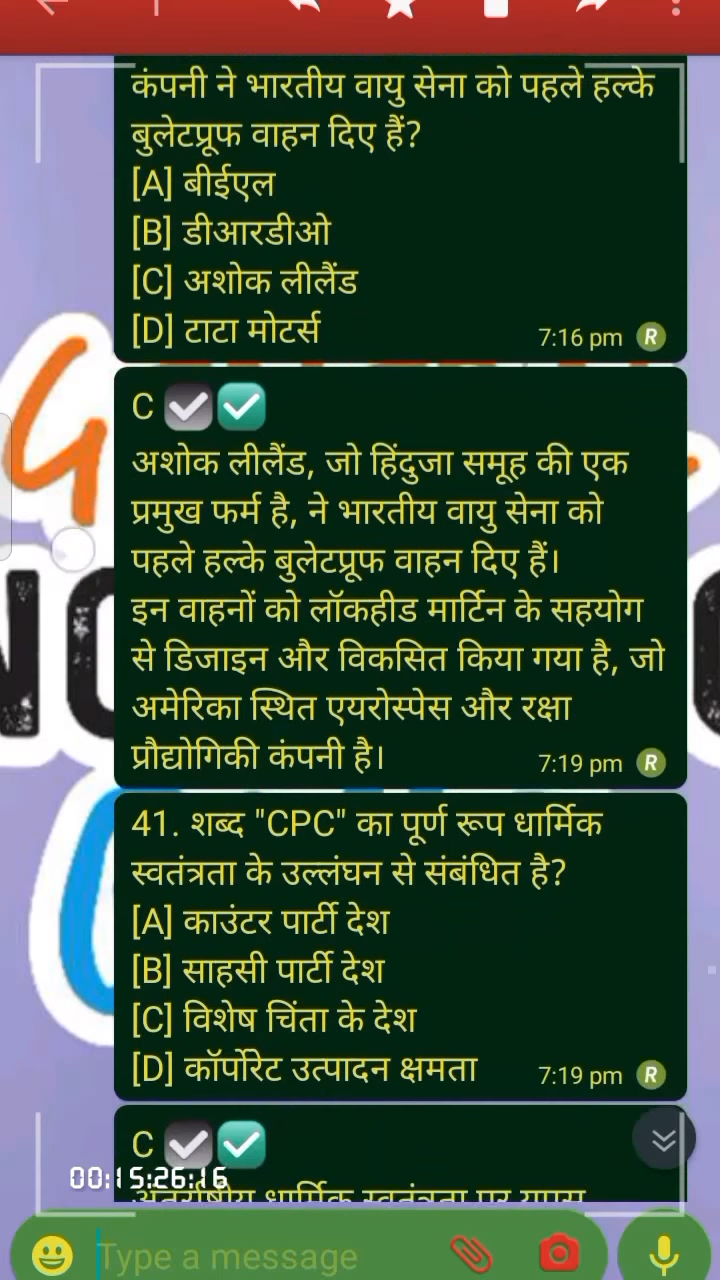 कंपनी ने भारतीय वायु सेना को पहले हल्के
बुलेटप्रूफ वाहन दिए हैं?
[A] बीईएल
[B] डीआरडीओ
[C] अशोक लीलैंड
[D] टाटा मोटर्स
7:16 pm R
C
अशोक लीलैंड, जो हिंदुजा समूह की एक
प्रमुख फर्म है, ने भारतीय वायु सेना को
पहले हल्के बुलेटप्रूफ वाहन दिए हैं।
इन वाहनों को लॉकहीड मार्टिन के सहयोग
से डिजाइन और विकसित किया गया है, जो
अमेरिका स्थित एयरोस्पेस और रक्षा
प्रौद्योगिकी कंपनी है।
7:19 pm R
41. शब्द "CPC" का पूर्ण रूप धार्मिक
स्वतंत्रता के उल्लंघन से संबंधित है?
[A] काउंटर पार्टी देश
[B] साहसी पार्टी देश
[C] विशेष चिंता के देश
[D] कॉर्पोरेट उत्पादन क्षमता
7:19 pm R
C
00:15:26:16
धार्मिक स्वतंत्रता पर
Type a message